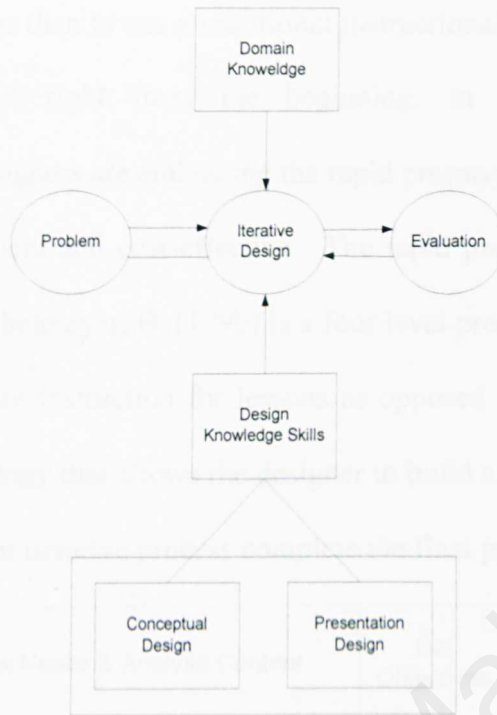 Domain
Knoweldge
Problem
Iterative
Design
Evaluation
Design
Knowledge Skills
Conceptual
Design
Presentation
Design